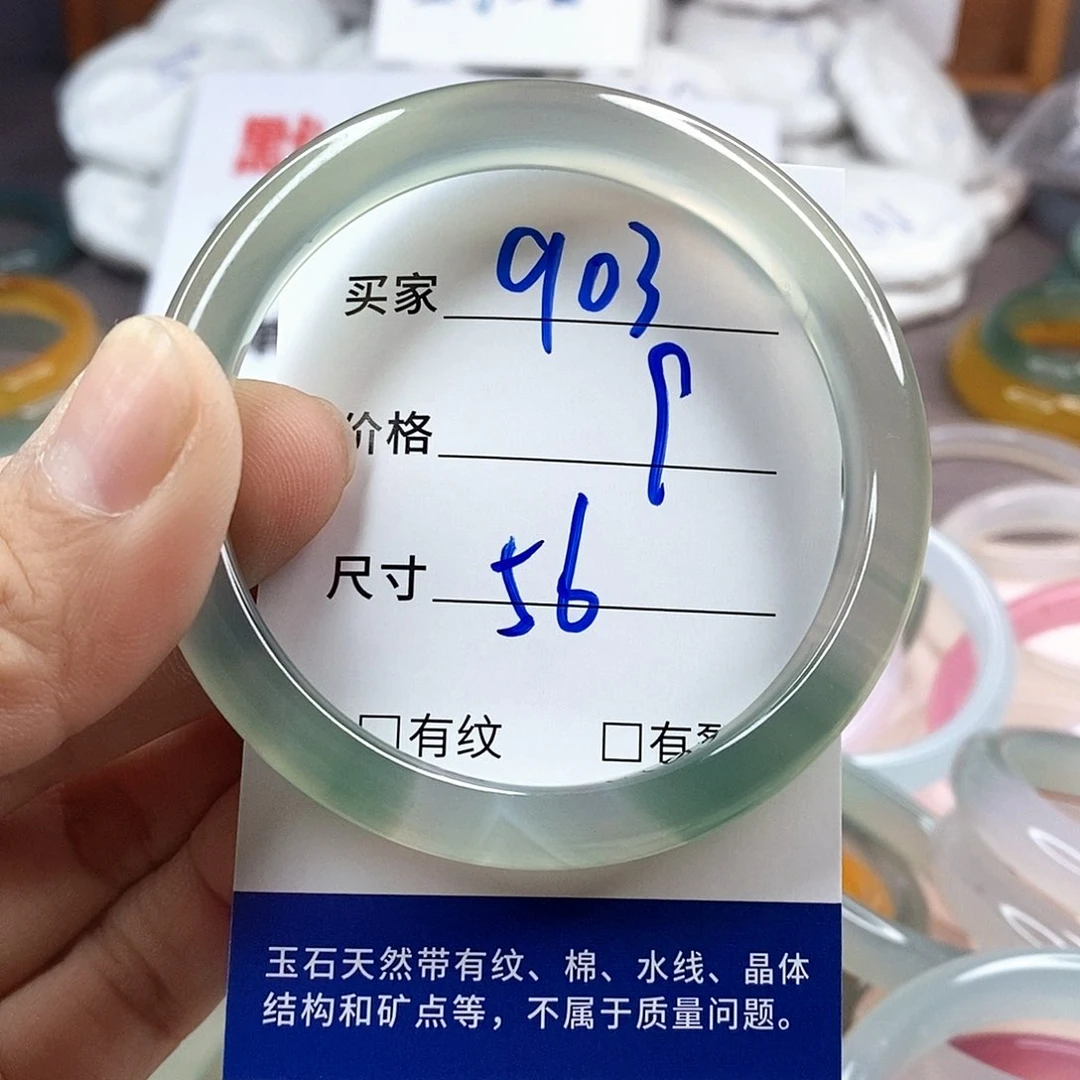 买家 903
价格
尺寸 56
□有纹 □有
玉石天然带有纹、棉、水线、晶体
结构和矿点等，不属于质量问题。